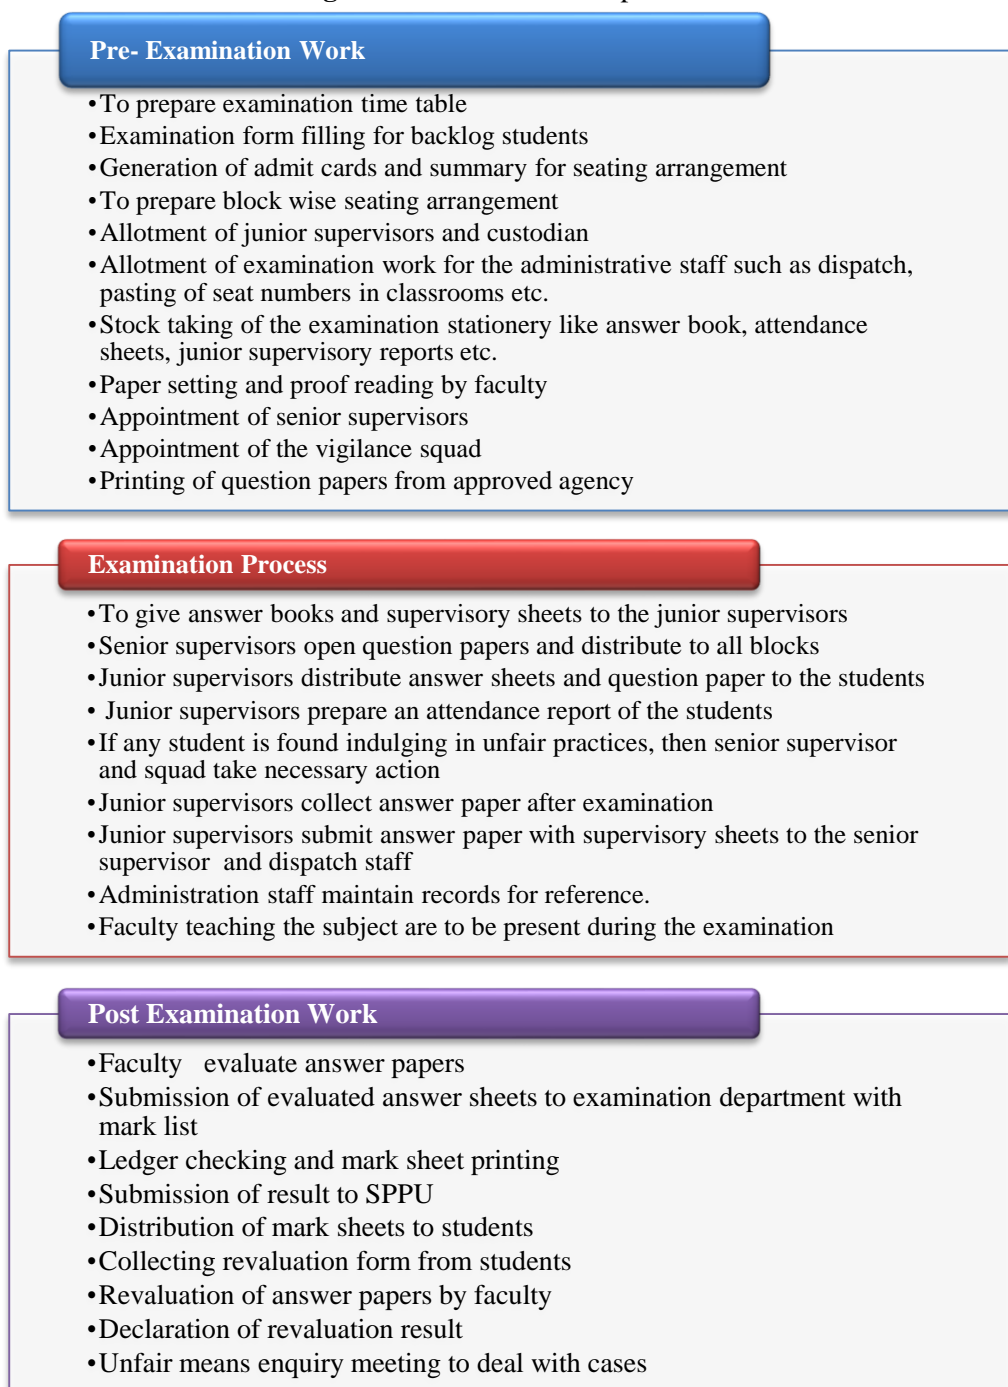 Pre- Examination Work
•To prepare examination time table
•Examination form filling for backlog students
•Generation of admit cards and summary for seating arrangement
•To prepare block wise seating arrangement
•Allotment of junior supervisors and custodian
•Allotment of examination work for the administrative staff such as dispatch,
pasting of seat numbers in classrooms etc.
•Stock taking of the examination stationery like answer book, attendance
sheets, junior supervisory reports etc.
•Paper setting and proof reading by faculty
•Appointment of senior supervisors
•Appointment of the vigilance squad
•Printing of question papers from approved agency
Examination Process
•To give answer books and supervisory sheets to the junior supervisors
•Senior supervisors open question papers and distribute to all blocks
•Junior supervisors distribute answer sheets and question paper to the students
• Junior supervisors prepare an attendance report of the students
•If any student is found indulging in unfair practices, then senior supervisor
and squad take necessary action
•Junior supervisors collect answer paper after examination
•Junior supervisors submit answer paper with supervisory sheets to the senior
supervisor  and dispatch staff
•Administration staff maintain records for reference.
•Faculty teaching the subject are to be present during the examination
Post Examination Work
•Faculty   evaluate answer papers
•Submission of evaluated answer sheets to examination department with
mark list
•Ledger checking and mark sheet printing
•Submission of result to SPPU
•Distribution of mark sheets to students
•Collecting revaluation form from students
•Revaluation of answer papers by faculty
•Declaration of revaluation result
•Unfair means enquiry meeting to deal with cases